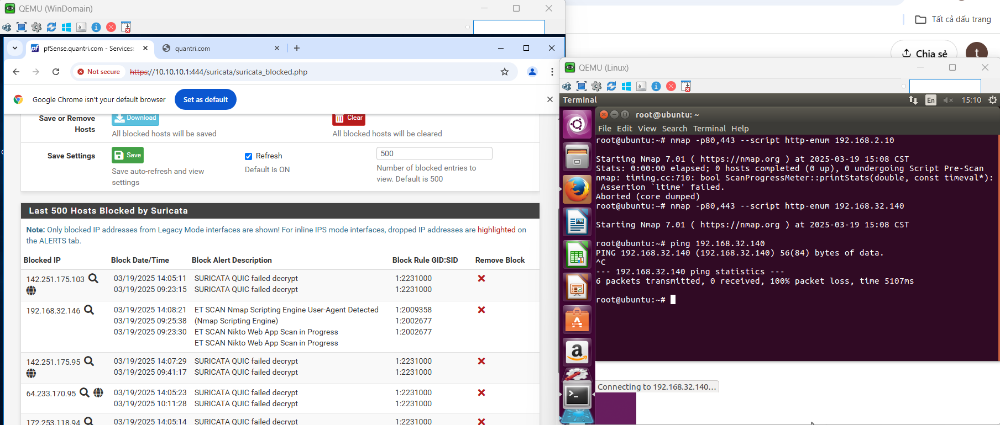 QEMU (WinDomain)
pfSense.quantri.com - Services:
quantri.com
Not secure
https://10.10.10.1:444/suricata/suricata_blocked.php
Google Chrome isn't your default browser
Set as default
Save or Remove
Hosts
Download
All blocked hosts will be saved
Clear
All blocked hosts will be cleared
Save Settings
Save
Save auto-refresh and view
settings
Refresh
Default is ON
500
Number of blocked entries to
view. Default is 500
Last 500 Hosts Blocked by Suricata
Note: Only blocked IP addresses from Legacy Mode interfaces are shown! For inline IPS mode interfaces, dropped IP addresses are highlighted on
the ALERTS tab.
Blocked IP Block Date/Time Block Alert Description Block Rule GID:SID Remove Block
142.251.175.103 03/19/2025 14:05:11 SURICATA QUIC failed decrypt 1:2231000
03/19/2025 09:23:15 SURICATA QUIC failed decrypt 1:2231000
192.168.32.146 03/19/2025 14:08:21 ET SCAN Nmap Scripting Engine User-Agent Detected 1:2009358
03/19/2025 09:25:38 (Nmap Scripting Engine) 1:2002677
03/19/2025 09:23:30 ET SCAN Nikto Web App Scan in Progress 1:2002677
ET SCAN Nikto Web App Scan in Progress
142.251.175.95 03/19/2025 14:07:29 SURICATA QUIC failed decrypt 1:2231000
03/19/2025 09:41:17 SURICATA QUIC failed decrypt 1:2231000
64.233.170.95 03/19/2025 14:05:23 SURICATA QUIC failed decrypt 1:2231000
03/19/2025 10:11:28 SURICATA QUIC failed decrypt 1:2231000
172.253.118.94 03/19/2025 14:05:14 SURICATA QUIC failed decrypt 1:2231000
Tất cả dấu trang
Chia sẻ
t
QEMU (Linux)
Terminal
En
15:10
root@ubuntu: ~
File Edit View Search Terminal Help
root@ubuntu:~# nmap -p80,443 --script http-enum 192.168.2.10
Starting Nmap 7.01 ( https://nmap.org ) at 2025-03-19 15:08 CST
Stats: 0:00:00 elapsed; 0 hosts completed (0 up), 0 undergoing Script Pre-Scan
nmap: timing.cc:710: bool ScanProgressMeter::printStats(double, const timeval*):
Assertion `ltime' failed.
Aborted (core dumped)
root@ubuntu:~# nmap -p80,443 --script http-enum 192.168.32.140
Starting Nmap 7.01 ( https://nmap.org ) at 2025-03-19 15:08 CST
root@ubuntu:~# ping 192.168.32.140
PING 192.168.32.140 (192.168.32.140) 56(84) bytes of data.
^C
--- 192.168.32.140 ping statistics ---
6 packets transmitted, 0 received, 100% packet loss, time 5107ms
root@ubuntu:~#
Connecting to 192.168.32.140...